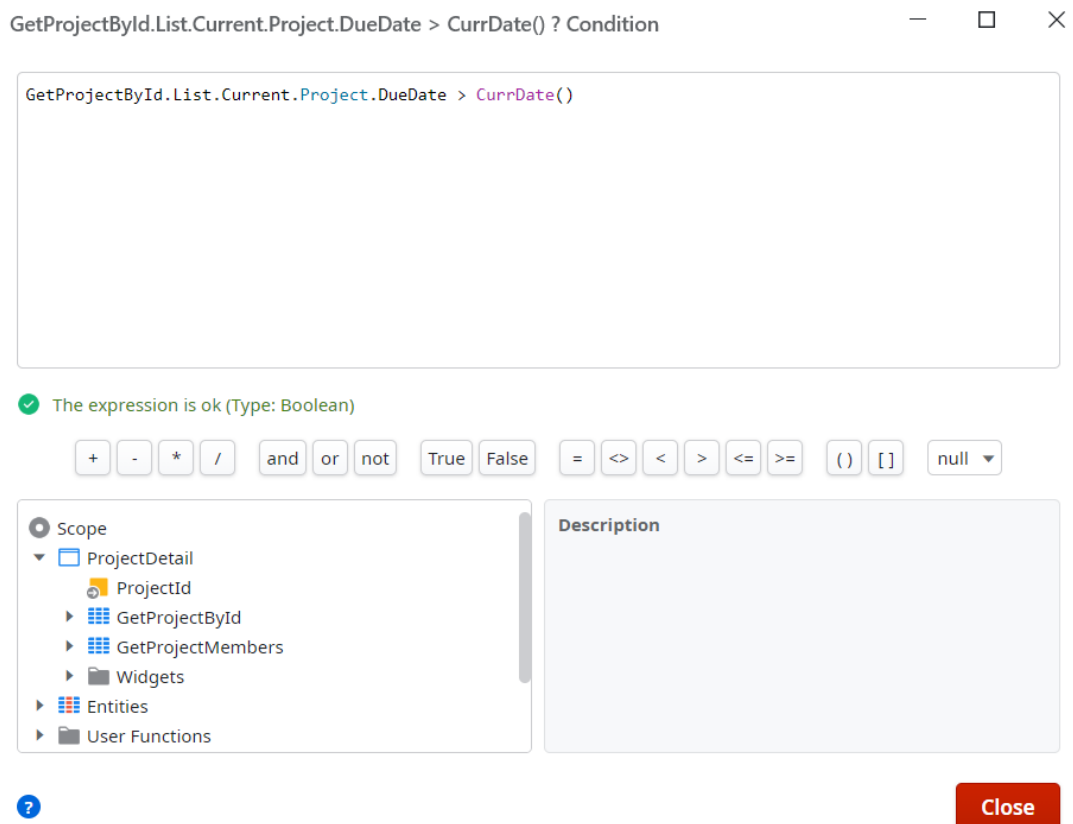 GetProjectById.List.Current.Project.DueDate > CurrDate() ? Condition
GetProjectById.List.Current.Project.DueDate > CurrDate()
The expression is ok (Type: Boolean)
+ - * / and or not True False = <> < > <= >= ( ) [ ] null
Scope
ProjectDetail
ProjectId
GetProjectById
GetProjectMembers
Widgets
Entities
User Functions
Description
?
Close